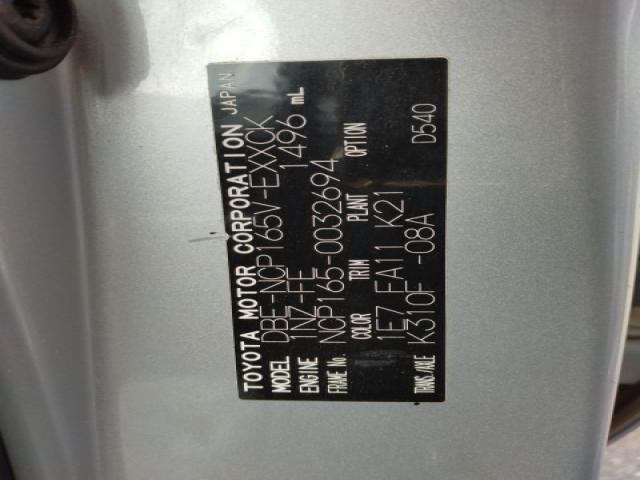 TOYOTA MOTOR CORPORATION JAPAN
MODEL DBE-NCP165V-EXXCK
ENGINE 1NZ-FE 1496 mL
FRAME No. NCP165-0032694
COLOR TRIM PLANT OPTION
1E7 FA11 K21
TRANS./AXLE K310F -08A D540